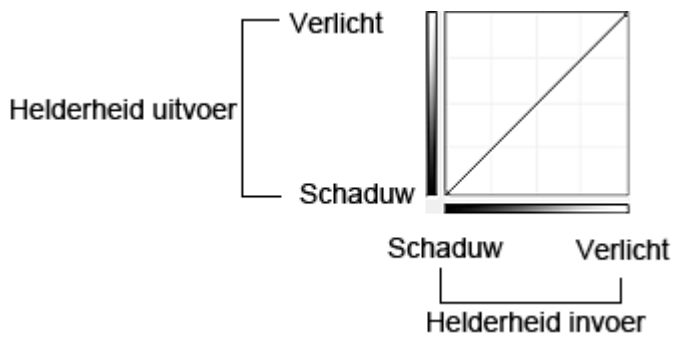 Verlicht
Helderheid uitvoer
Schaduw
Schaduw Verlicht
Helderheid invoer